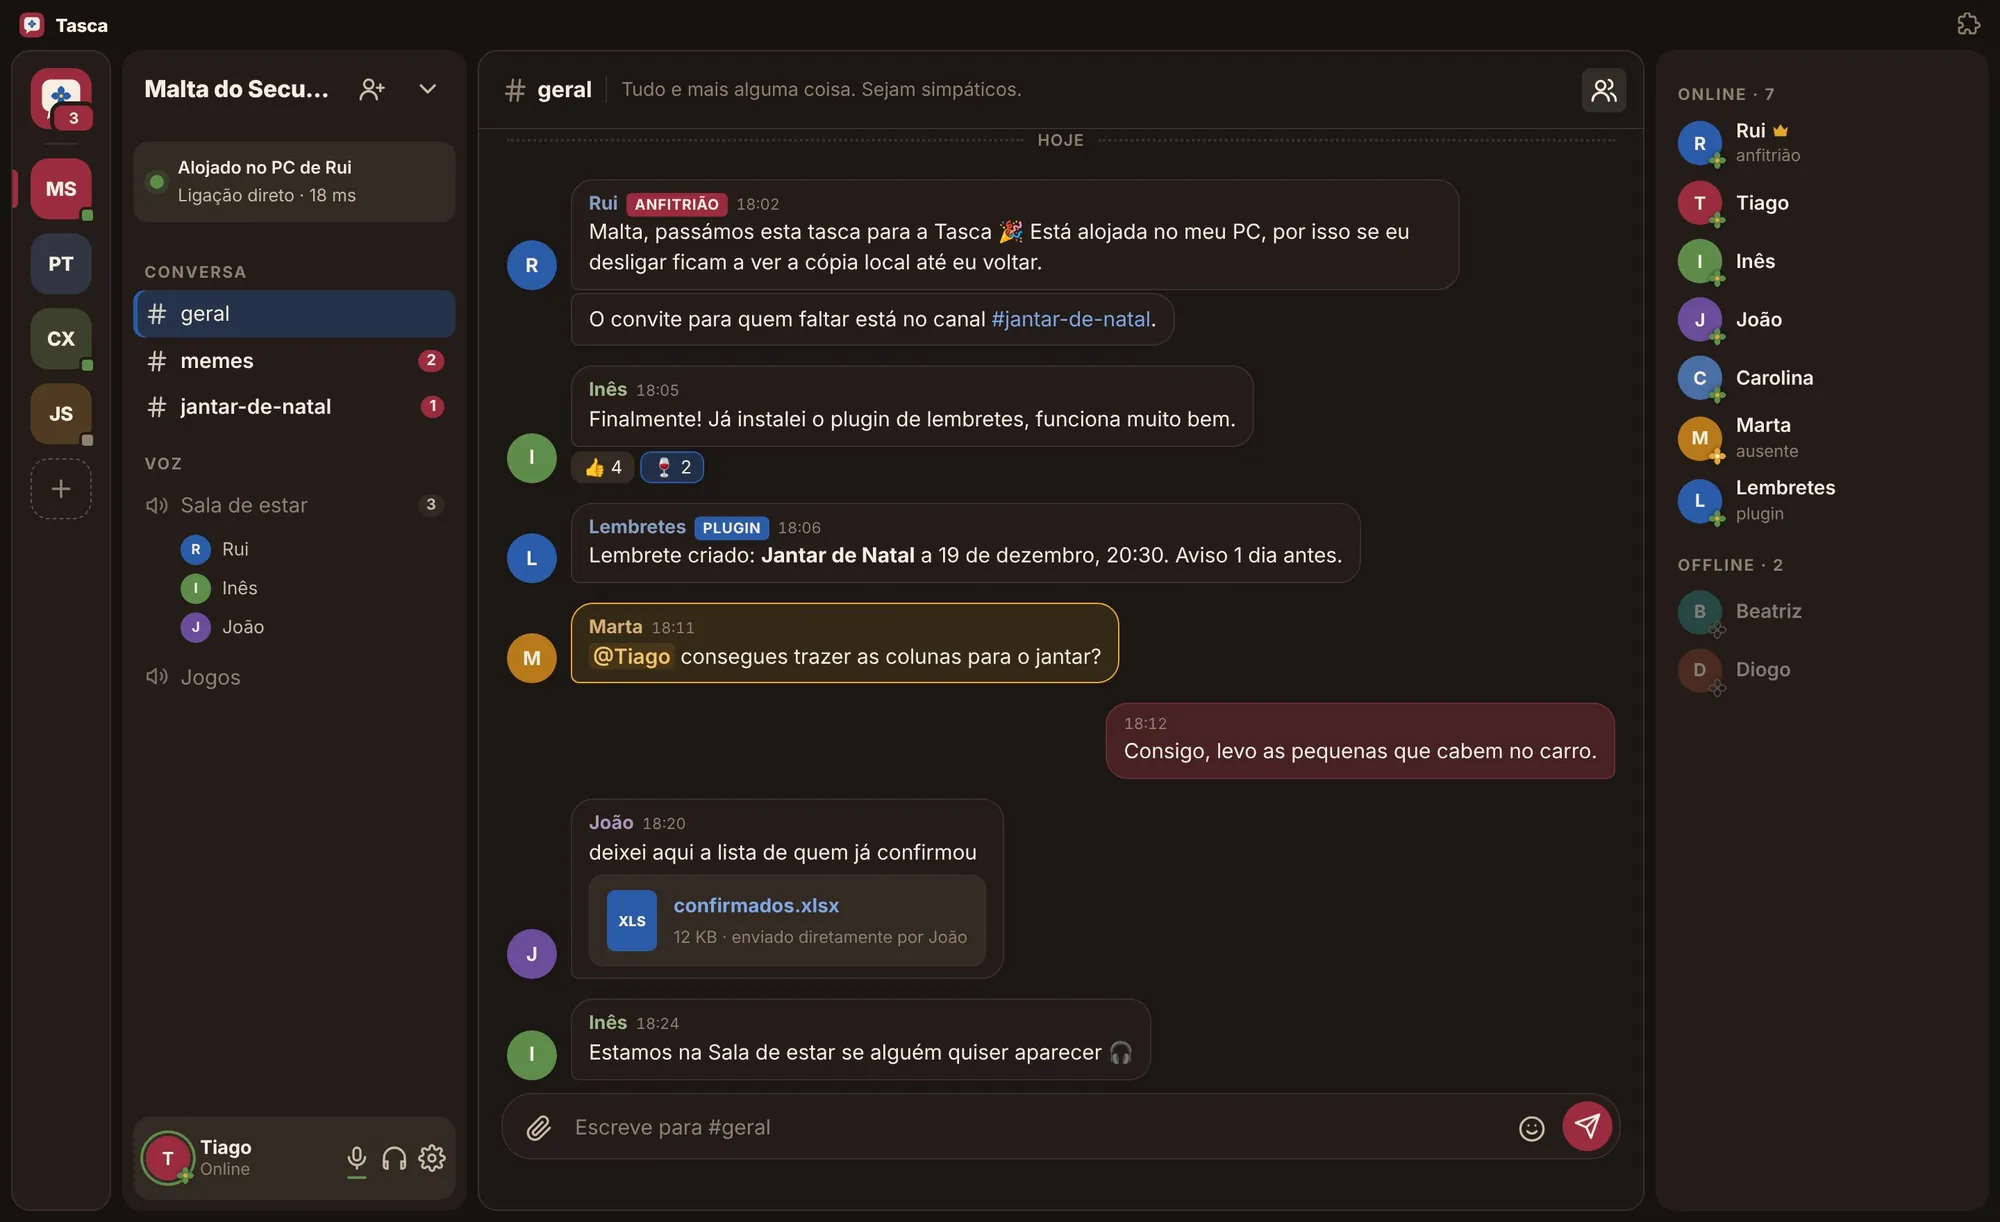 Tasca
3
MS
PT
CX
JS
Malta do Secu...
Alojado no PC de Rui
Ligação direto · 18 ms
CONVERSA
# geral
# memes 2
# jantar-de-natal 1
VOZ
Sala de estar 3
R Rui
I Inês
J João
Jogos
T Tiago
Online
# geral Tudo e mais alguma coisa. Sejam simpáticos.
HOJE
Rui ANFITRIÃO 18:02
Malta, passámos esta tasca para a Tasca 🎉 Está alojada no meu PC, por isso se eu
desligar ficam a ver a cópia local até eu voltar.
R
O convite para quem faltar está no canal #jantar-de-natal.
Inês 18:05
Finalmente! Já instalei o plugin de lembretes, funciona muito bem.
I
👍 4 🍷 2
Lembretes PLUGIN 18:06
Lembrete criado: Jantar de Natal a 19 de dezembro, 20:30. Aviso 1 dia antes.
L
Marta 18:11
@Tiago consegues trazer as colunas para o jantar?
M
18:12
Consigo, levo as pequenas que cabem no carro.
João 18:20
deixei aqui a lista de quem já confirmou
XLS
confirmados.xlsx
12 KB · enviado diretamente por João
J
Inês 18:24
Estamos na Sala de estar se alguém quiser aparecer 🎧
I
Escreve para #geral
ONLINE · 7
R Rui
anfitrião
T Tiago
I Inês
J João
C Carolina
M Marta
ausente
L Lembretes
plugin
OFFLINE · 2
B Beatriz
D Diogo